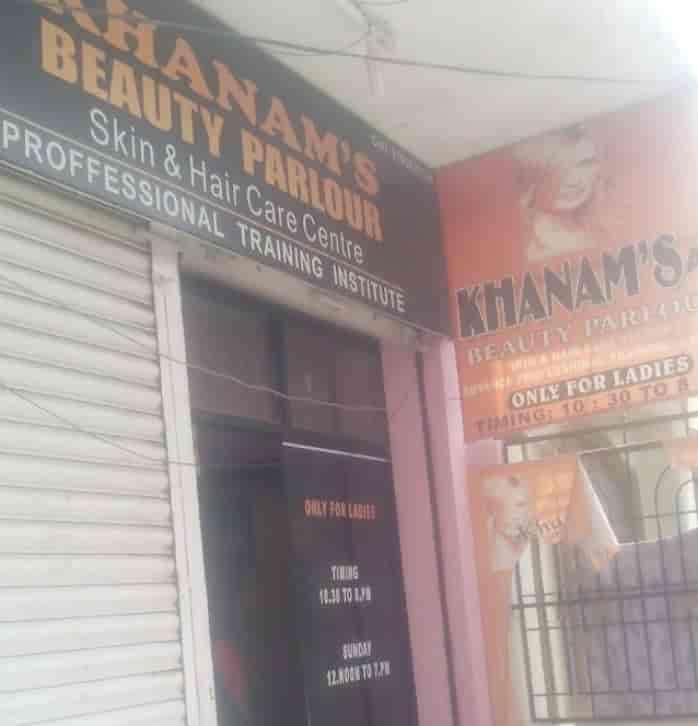 KHANAM'S
BEAUTY PARLOUR
Skin & Hair Care Centre
PROFFESSIONAL TRAINING INSTITUTE
KHANAM'S
BEAUTY PARLOU
ONLY FOR LADIES
TIMING: 10 : 30 TO 8
ONLY FOR LADIES
TIMING
10.30 TO 8.PM
SUNDAY
12.NOON TO 7.PM